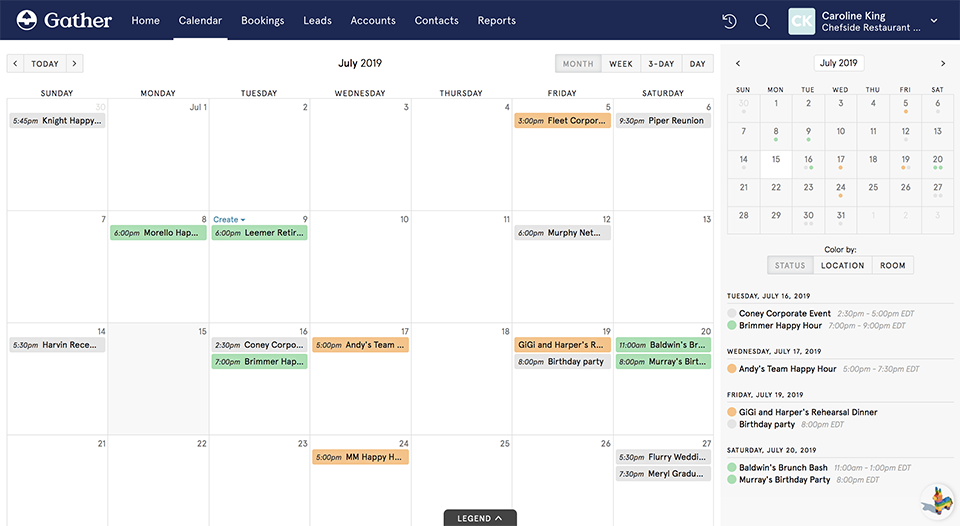 Gather Home Calendar Bookings Leads Accounts Contacts Reports
CK Caroline King
Chefside Restaurant ...
TODAY July 2019 MONTH WEEK 3-DAY DAY
SUNDAY MONDAY TUESDAY WEDNESDAY THURSDAY FRIDAY SATURDAY
30 Jul 1 2 3 4 5 6
5:45pm Knight Happy... 3:00pm Fleet Corpor... 9:30pm Piper Reunion
7 8 Create 9 10 11 12 13
6:00pm Morello Hap... 6:00pm Leemer Retir... 6:00pm Murphy Net...
14 15 16 17 18 19 20
5:30pm Harvin Rece... 2:30pm Coney Corpo... 5:00pm Andy's Team ... GiGi and Harper's R... 11:00am Baldwin's Br...
7:00pm Brimmer Hap... 8:00pm Birthday party 8:00pm Murray's Birt...
21 22 23 24 25 26 27
5:00pm MM Happy H... 5:30pm Flurry Weddi...
7:30pm Meryl Gradu...
LEGEND
July 2019
SUN MON TUE WED THU FRI SAT
30 1 2 3 4 5 6
7 8 9 10 11 12 13
14 15 16 17 18 19 20
21 22 23 24 25 26 27
28 29 30 31 1 2 3
Color by:
STATUS LOCATION ROOM
TUESDAY, JULY 16, 2019
Coney Corporate Event 2:30pm - 5:00pm EDT
Brimmer Happy Hour 7:00pm - 9:00pm EDT
WEDNESDAY, JULY 17, 2019
Andy's Team Happy Hour 5:00pm - 7:30pm EDT
FRIDAY, JULY 19, 2019
GiGi and Harper's Rehearsal Dinner
Birthday party 8:00pm EDT
SATURDAY, JULY 20, 2019
Baldwin's Brunch Bash 11:00am - 1:00pm EDT
Murray's Birthday Party 8:00pm EDT